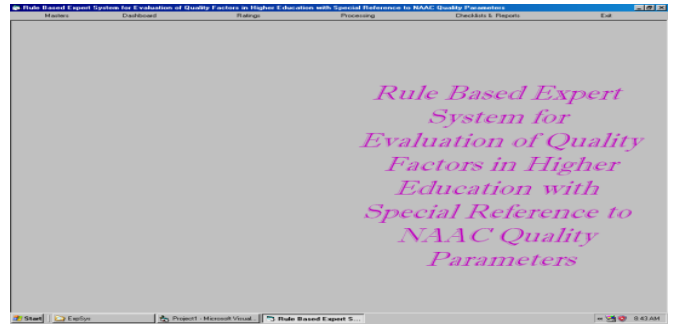 Rule Based Expert System for Evaluation of Quality Factors in Higher Education with Special Reference to NAAC Quality Parameters
Masters Dashboard Ratings Processing Checklists & Reports Exit
Rule Based Expert
System for
Evaluation of Quality
Factors in Higher
Education with
Special Reference to
NAAC Quality
Parameters
Start ExpSys Project1 - Microsoft Visual... Rule Based Expert S... 8:43 AM